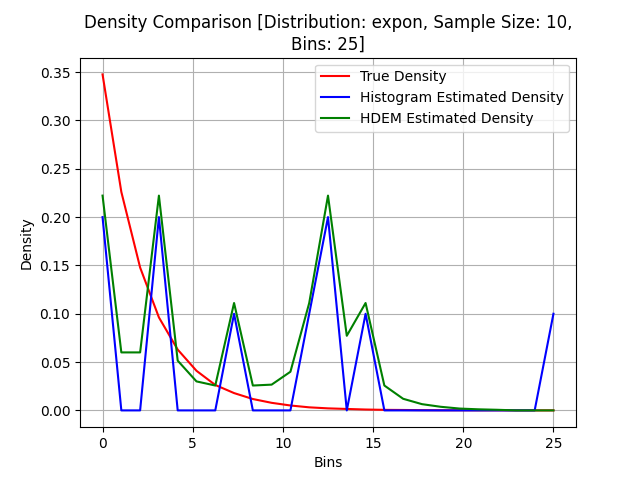 Density Comparison [Distribution: expon, Sample Size: 10,
Bins: 25]
True Density
Histogram Estimated Density
HDEM Estimated Density
Density
0.35
0.30
0.25
0.20
0.15
0.10
0.05
0.00
0 5 10 15 20 25
Bins